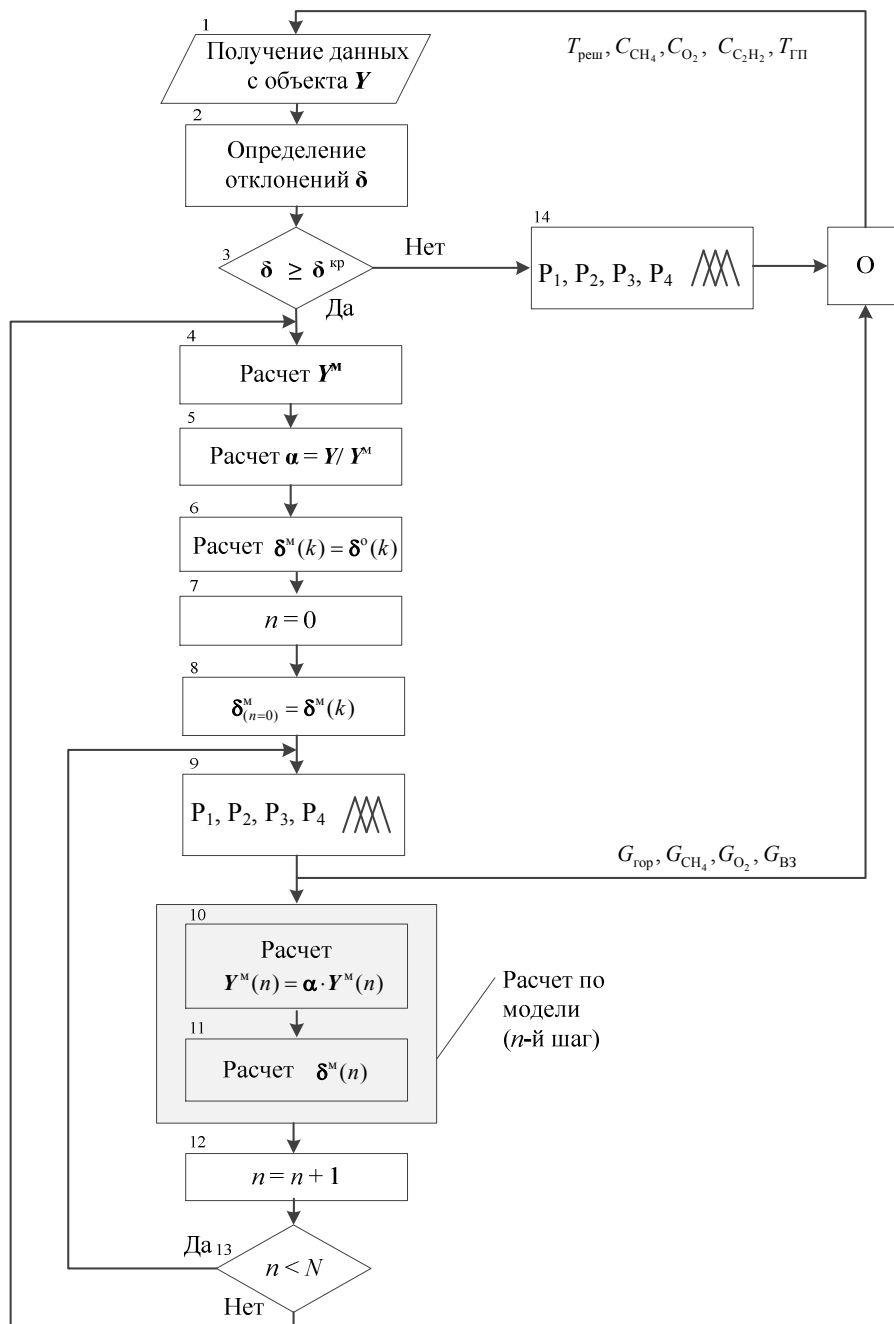 1
Получение данных
с объекта Y
T_реш, C_CH₄, C_O₂, C_C₂H₂, T_ГП
2
Определение
отклонений δ
3
δ ≥ δ^кр
Нет
Да
14
P₁, P₂, P₃, P₄
О
4
Расчет Y^м
5
Расчет α = Y/ Y^м
6
Расчет δ^м(k) = δ^о(k)
7
n = 0
8
δ^м_(n=0) = δ^м(k)
9
P₁, P₂, P₃, P₄
G_гор, G_CH₄, G_O₂, G_ВЗ
10
Расчет
Y^м(n) = α · Y^м(n)
11
Расчет δ^м(n)
Расчет по
модели
(n-й шаг)
12
n = n + 1
Да
13
n < N
Нет